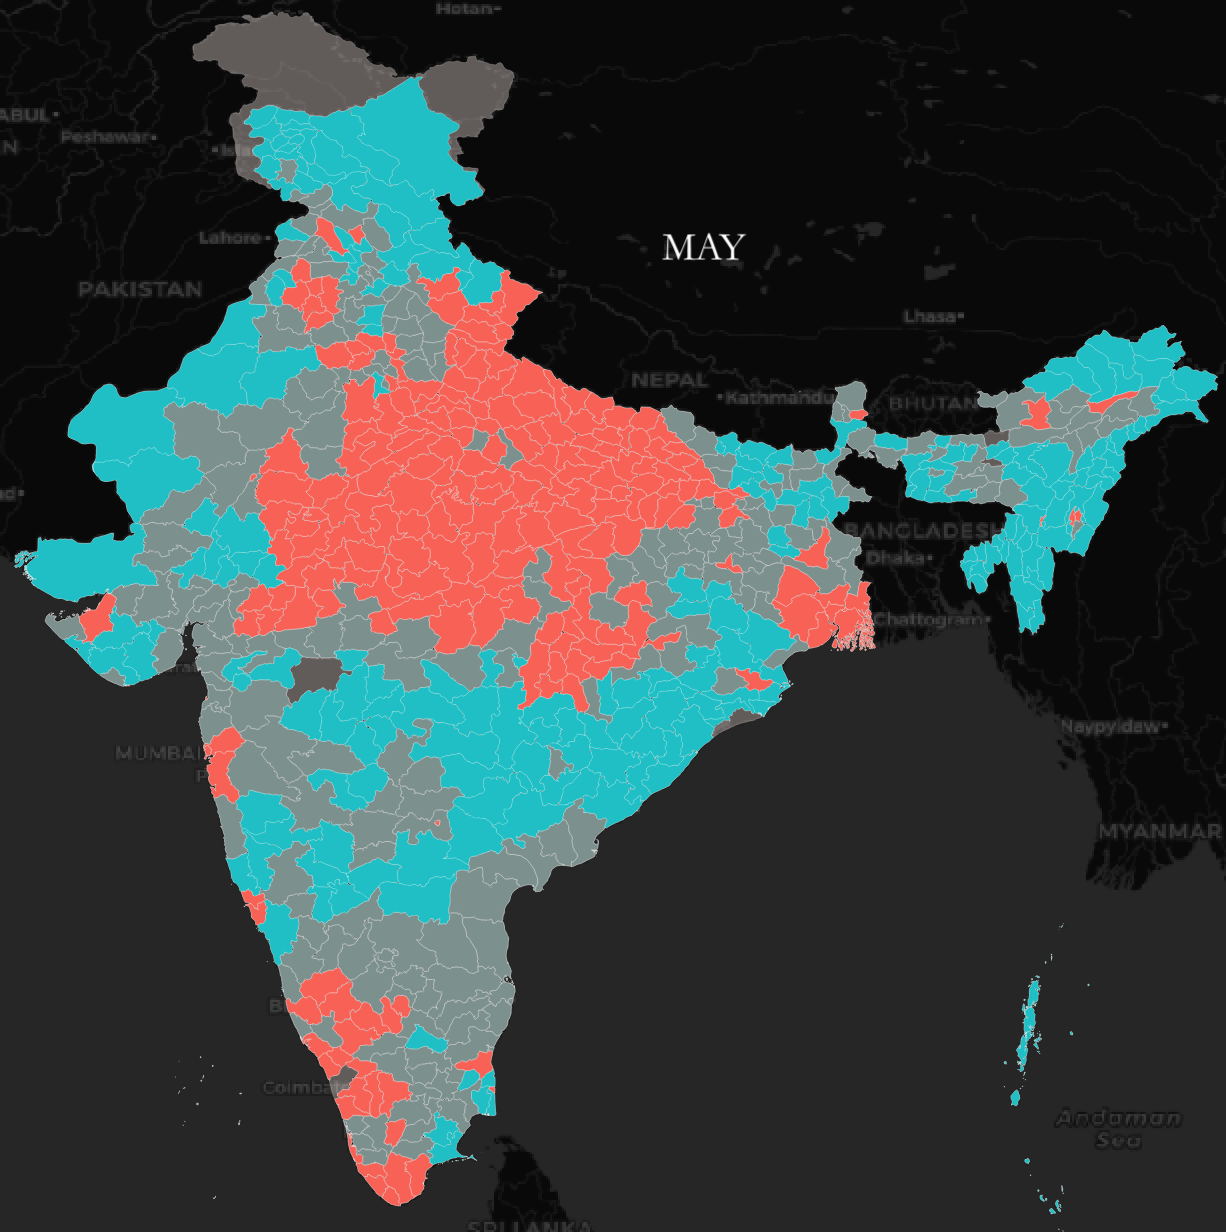 Hotan
ABUL
Peshawar
MAY
Lahore
PAKISTAN
Lhasa
NEPAL
Kathmandu
BHUTAN
BANGLADESH
Dhaka
Chattogram
Naypyidaw
MUMBAI
MYANMAR
Coimbat
Andaman
Sea
SRI LANKA